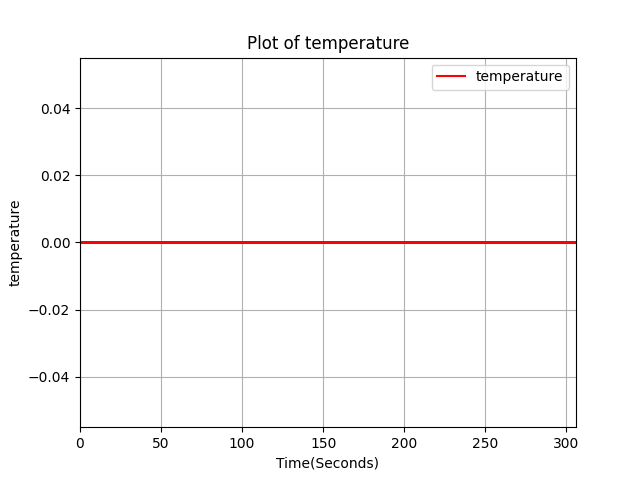 Plot of temperature
temperature
0.04
0.02
0.00
−0.02
−0.04
temperature
0 50 100 150 200 250 300
Time(Seconds)